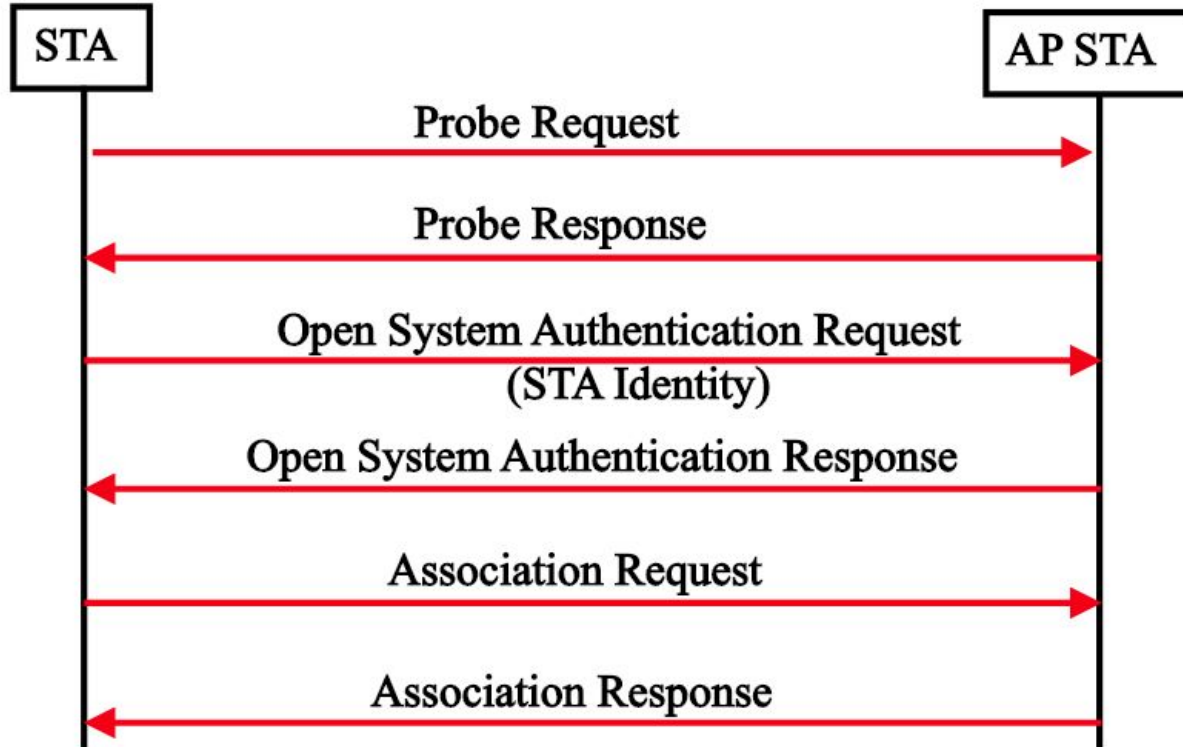 STA
AP STA
Probe Request
Probe Response
Open System Authentication Request
(STA Identity)
Open System Authentication Response
Association Request
Association Response